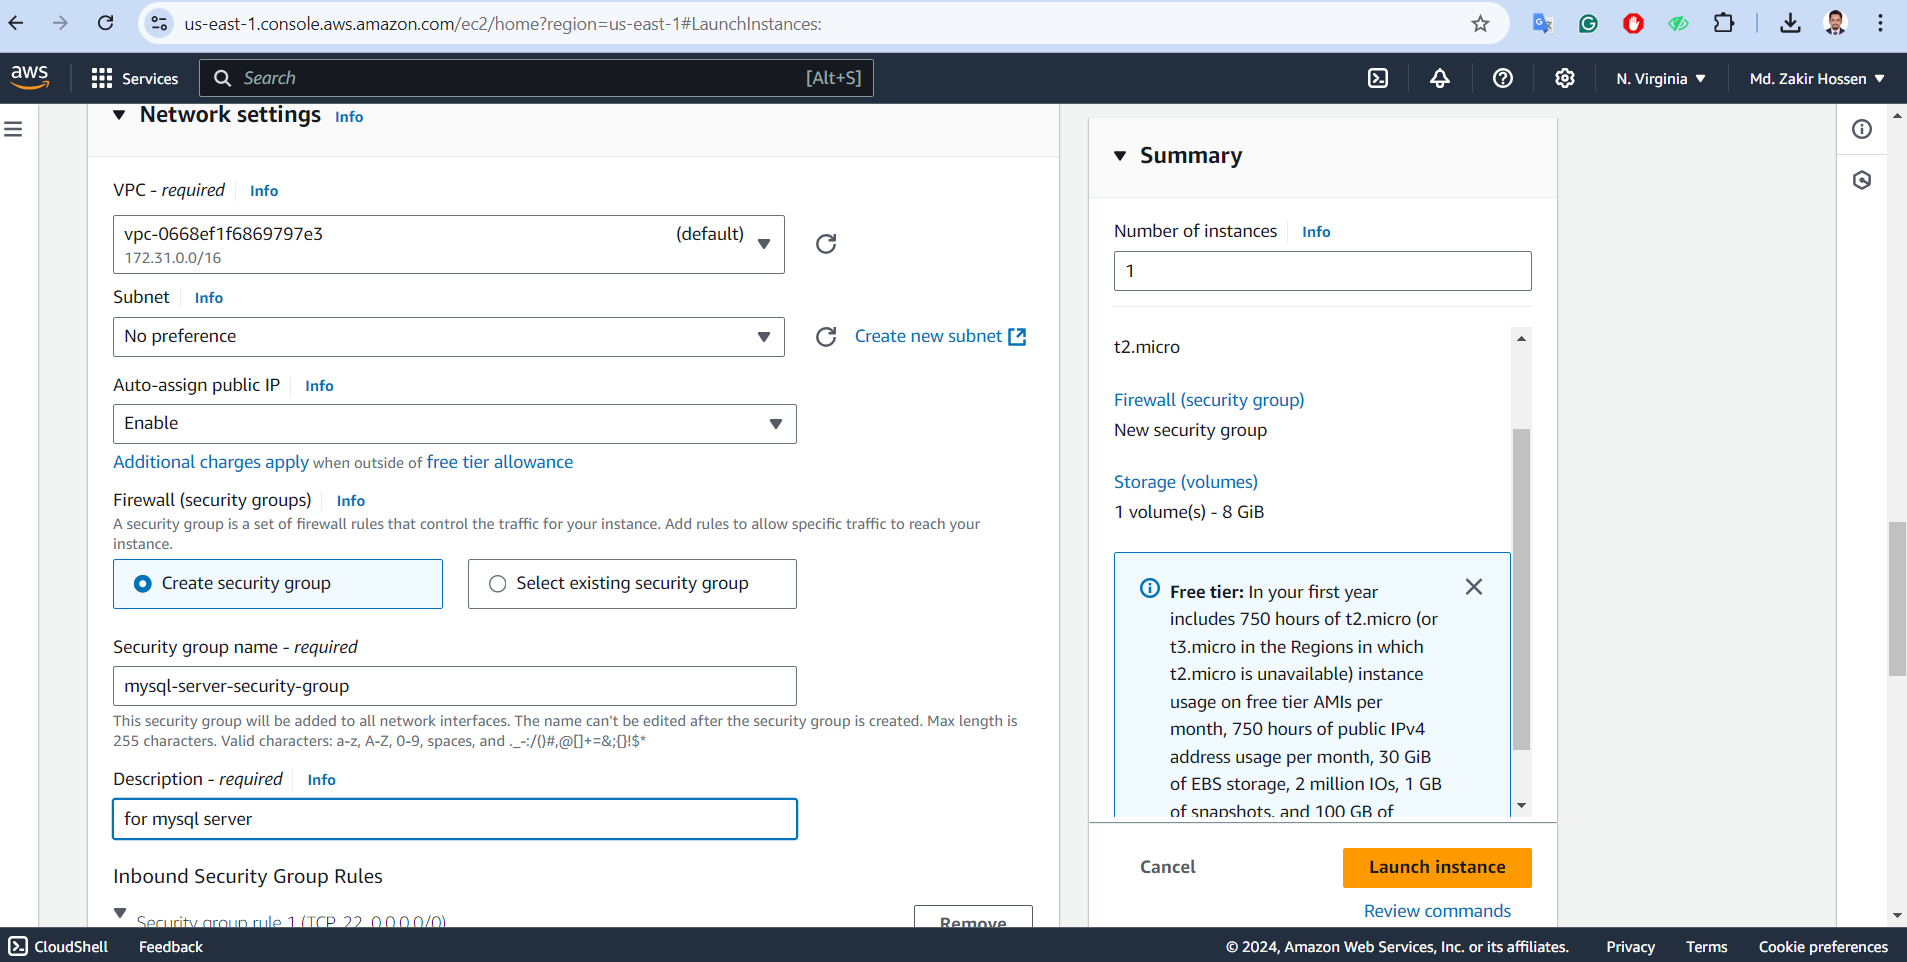 us-east-1.console.aws.amazon.com/ec2/home?region=us-east-1#LaunchInstances:
aws
Services
Search
[Alt+S]
N. Virginia
Md. Zakir Hossen
Network settings Info
VPC - required Info
vpc-0668ef1f6869797e3 (default)
172.31.0.0/16
Subnet Info
No preference
Create new subnet
Auto-assign public IP Info
Enable
Additional charges apply when outside of free tier allowance
Firewall (security groups) Info
A security group is a set of firewall rules that control the traffic for your instance. Add rules to allow specific traffic to reach your
instance.
Create security group
Select existing security group
Security group name - required
mysql-server-security-group
This security group will be added to all network interfaces. The name can't be edited after the security group is created. Max length is
255 characters. Valid characters: a-z, A-Z, 0-9, spaces, and ._-:/()#,@[]+=&;{}!$*
Description - required Info
for mysql server
Inbound Security Group Rules
Security group rule 1 (TCP, 22, 0.0.0.0/0)
Remove
Summary
Number of instances Info
1
t2.micro
Firewall (security group)
New security group
Storage (volumes)
1 volume(s) - 8 GiB
Free tier: In your first year
includes 750 hours of t2.micro (or
t3.micro in the Regions in which
t2.micro is unavailable) instance
usage on free tier AMIs per
month, 750 hours of public IPv4
address usage per month, 30 GiB
of EBS storage, 2 million IOs, 1 GB
of snapshots, and 100 GB of
Cancel
Launch instance
Review commands
CloudShell
Feedback
© 2024, Amazon Web Services, Inc. or its affiliates.
Privacy
Terms
Cookie preferences